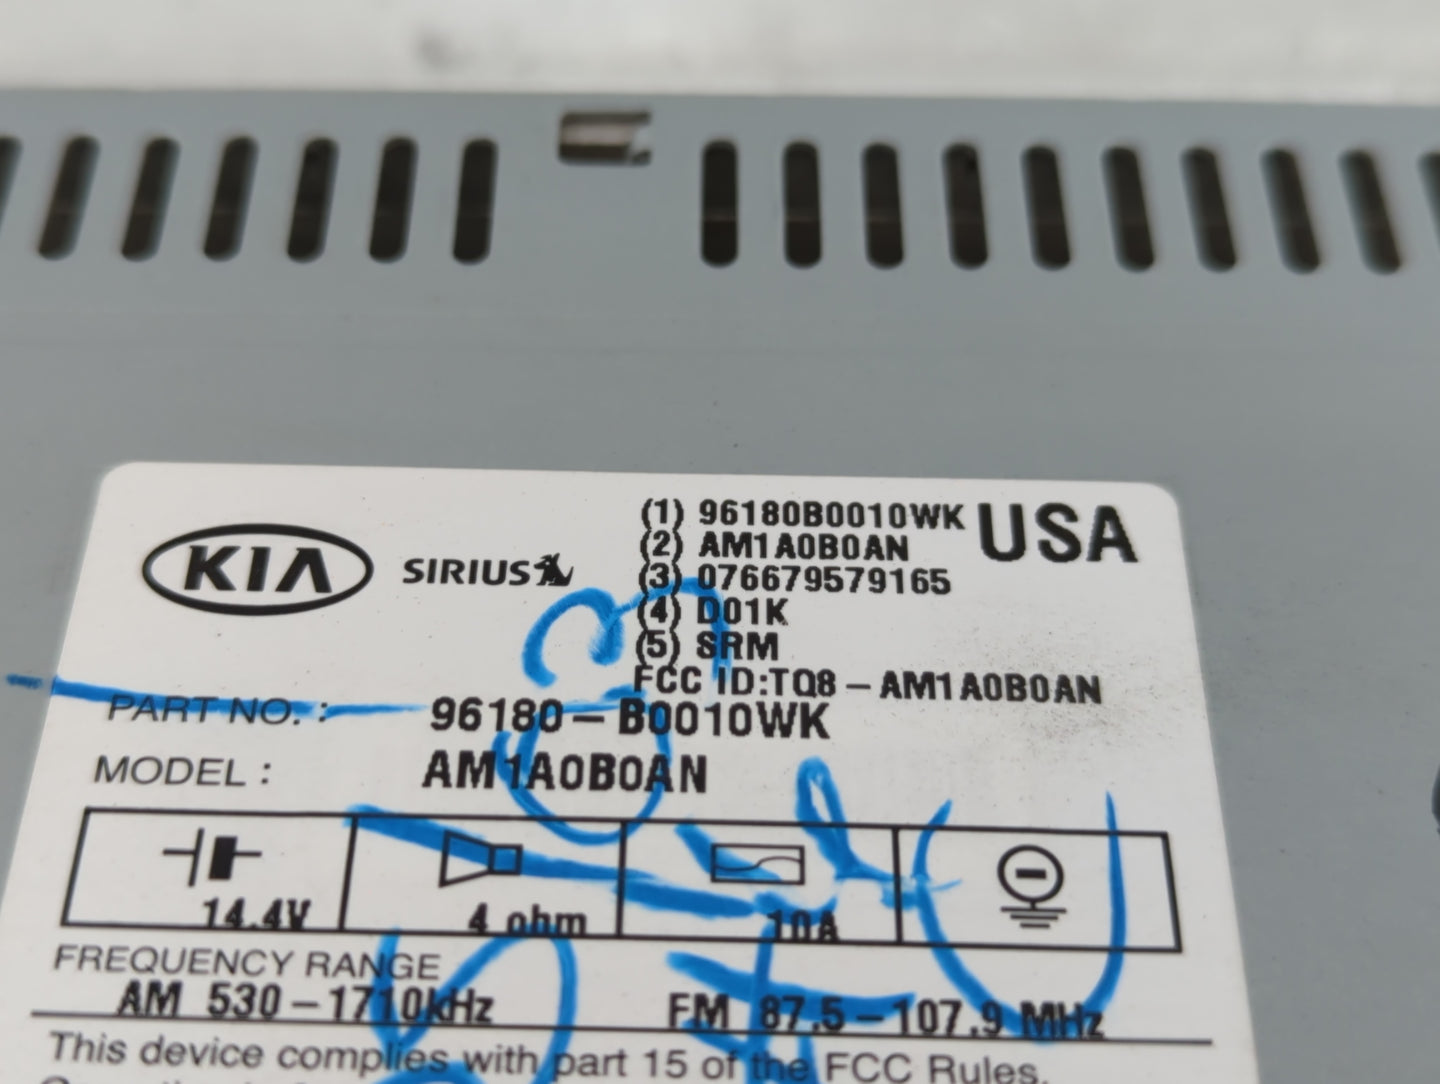 KIA SIRIUS
(1) 96180B0010WK USA
(2) AM1A0B0AN
(3) 076679579165
(4) D01K
(5) SRM
FCC ID:TQ8-AM1A0B0AN
PART NO. : 96180-B0010WK
MODEL : AM1A0B0AN
14.4V 4 ohm 10A
FREQUENCY RANGE
AM 530-1710kHz FM 87.5-107.9 MHz
This device complies with part 15 of the FCC Rules.